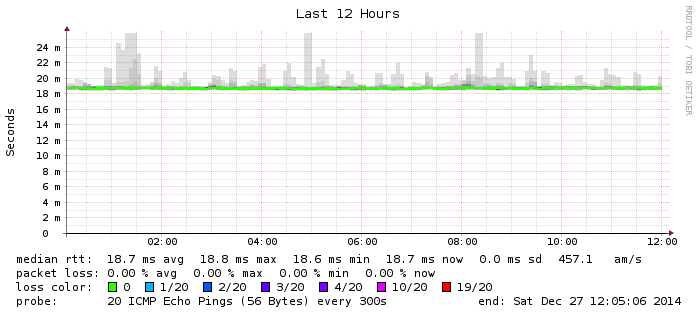 Last 12 Hours
RRDTOOL / TOBI OETIKER
Seconds
24 m
22 m
20 m
18 m
16 m
14 m
12 m
10 m
8 m
6 m
4 m
2 m
0
02:00 04:00 06:00 08:00 10:00 12:00
median rtt: 18.7 ms avg 18.8 ms max 18.6 ms min 18.7 ms now 0.0 ms sd 457.1 am/s
packet loss: 0.00 % avg 0.00 % max 0.00 % min 0.00 % now
loss color: 0 1/20 2/20 3/20 4/20 10/20 19/20
probe: 20 ICMP Echo Pings (56 Bytes) every 300s end: Sat Dec 27 12:05:06 2014